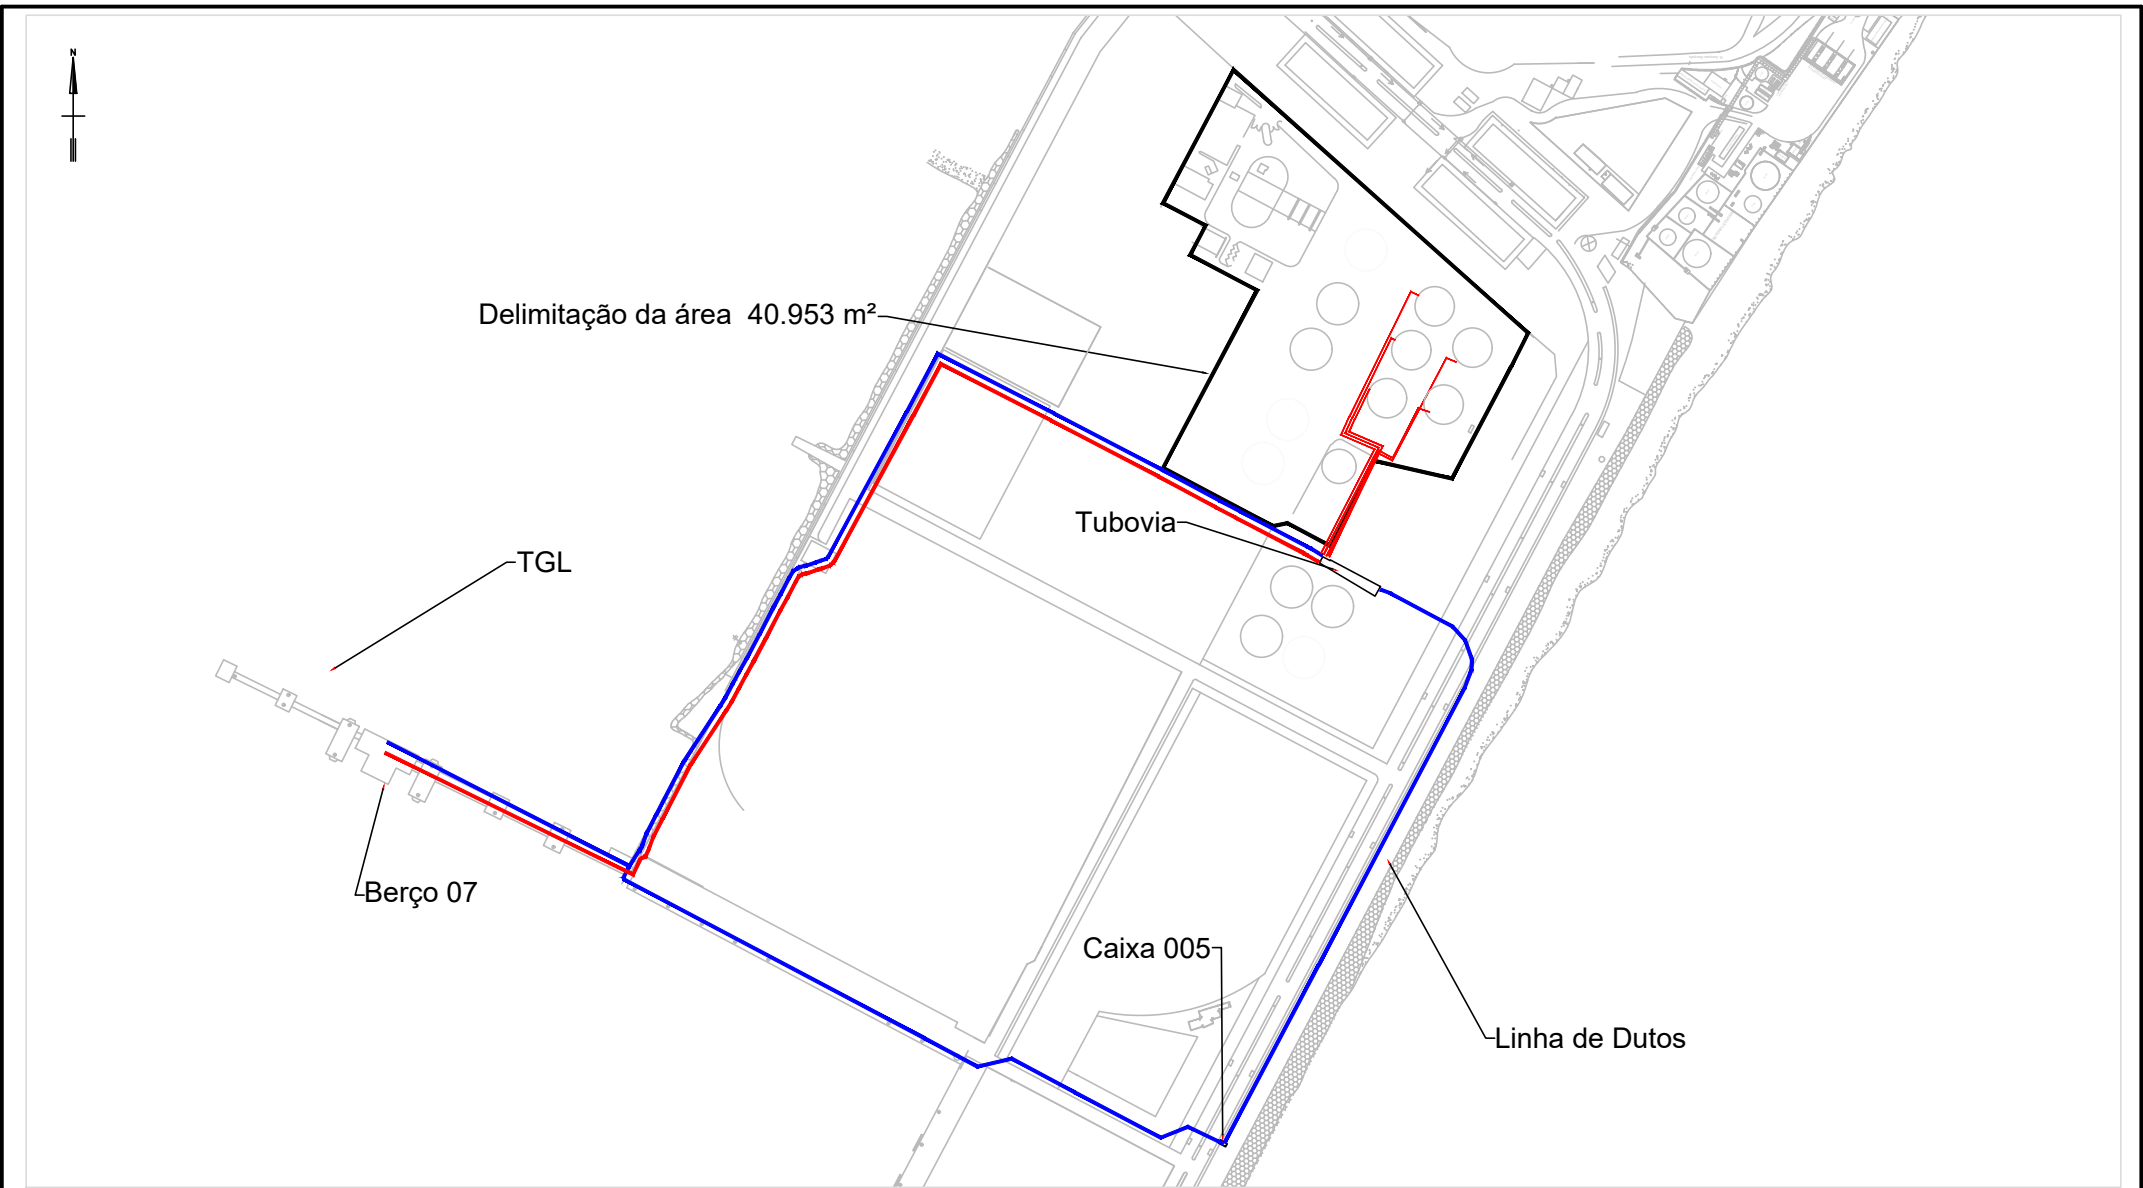 N
Delimitação da área  40.953 m²
Tubovia
TGL
Berço 07
Caixa 005
Linha de Dutos